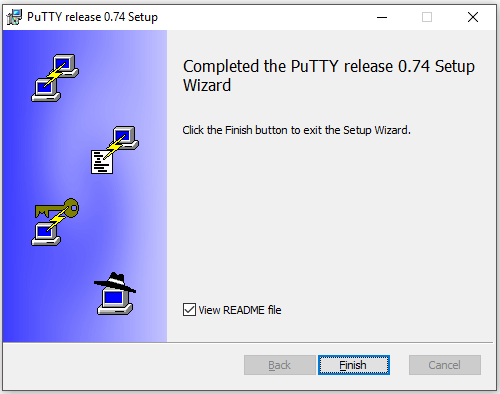 PuTTY release 0.74 Setup
Completed the PuTTY release 0.74 Setup
Wizard
Click the Finish button to exit the Setup Wizard.
View README file
Back Finish Cancel